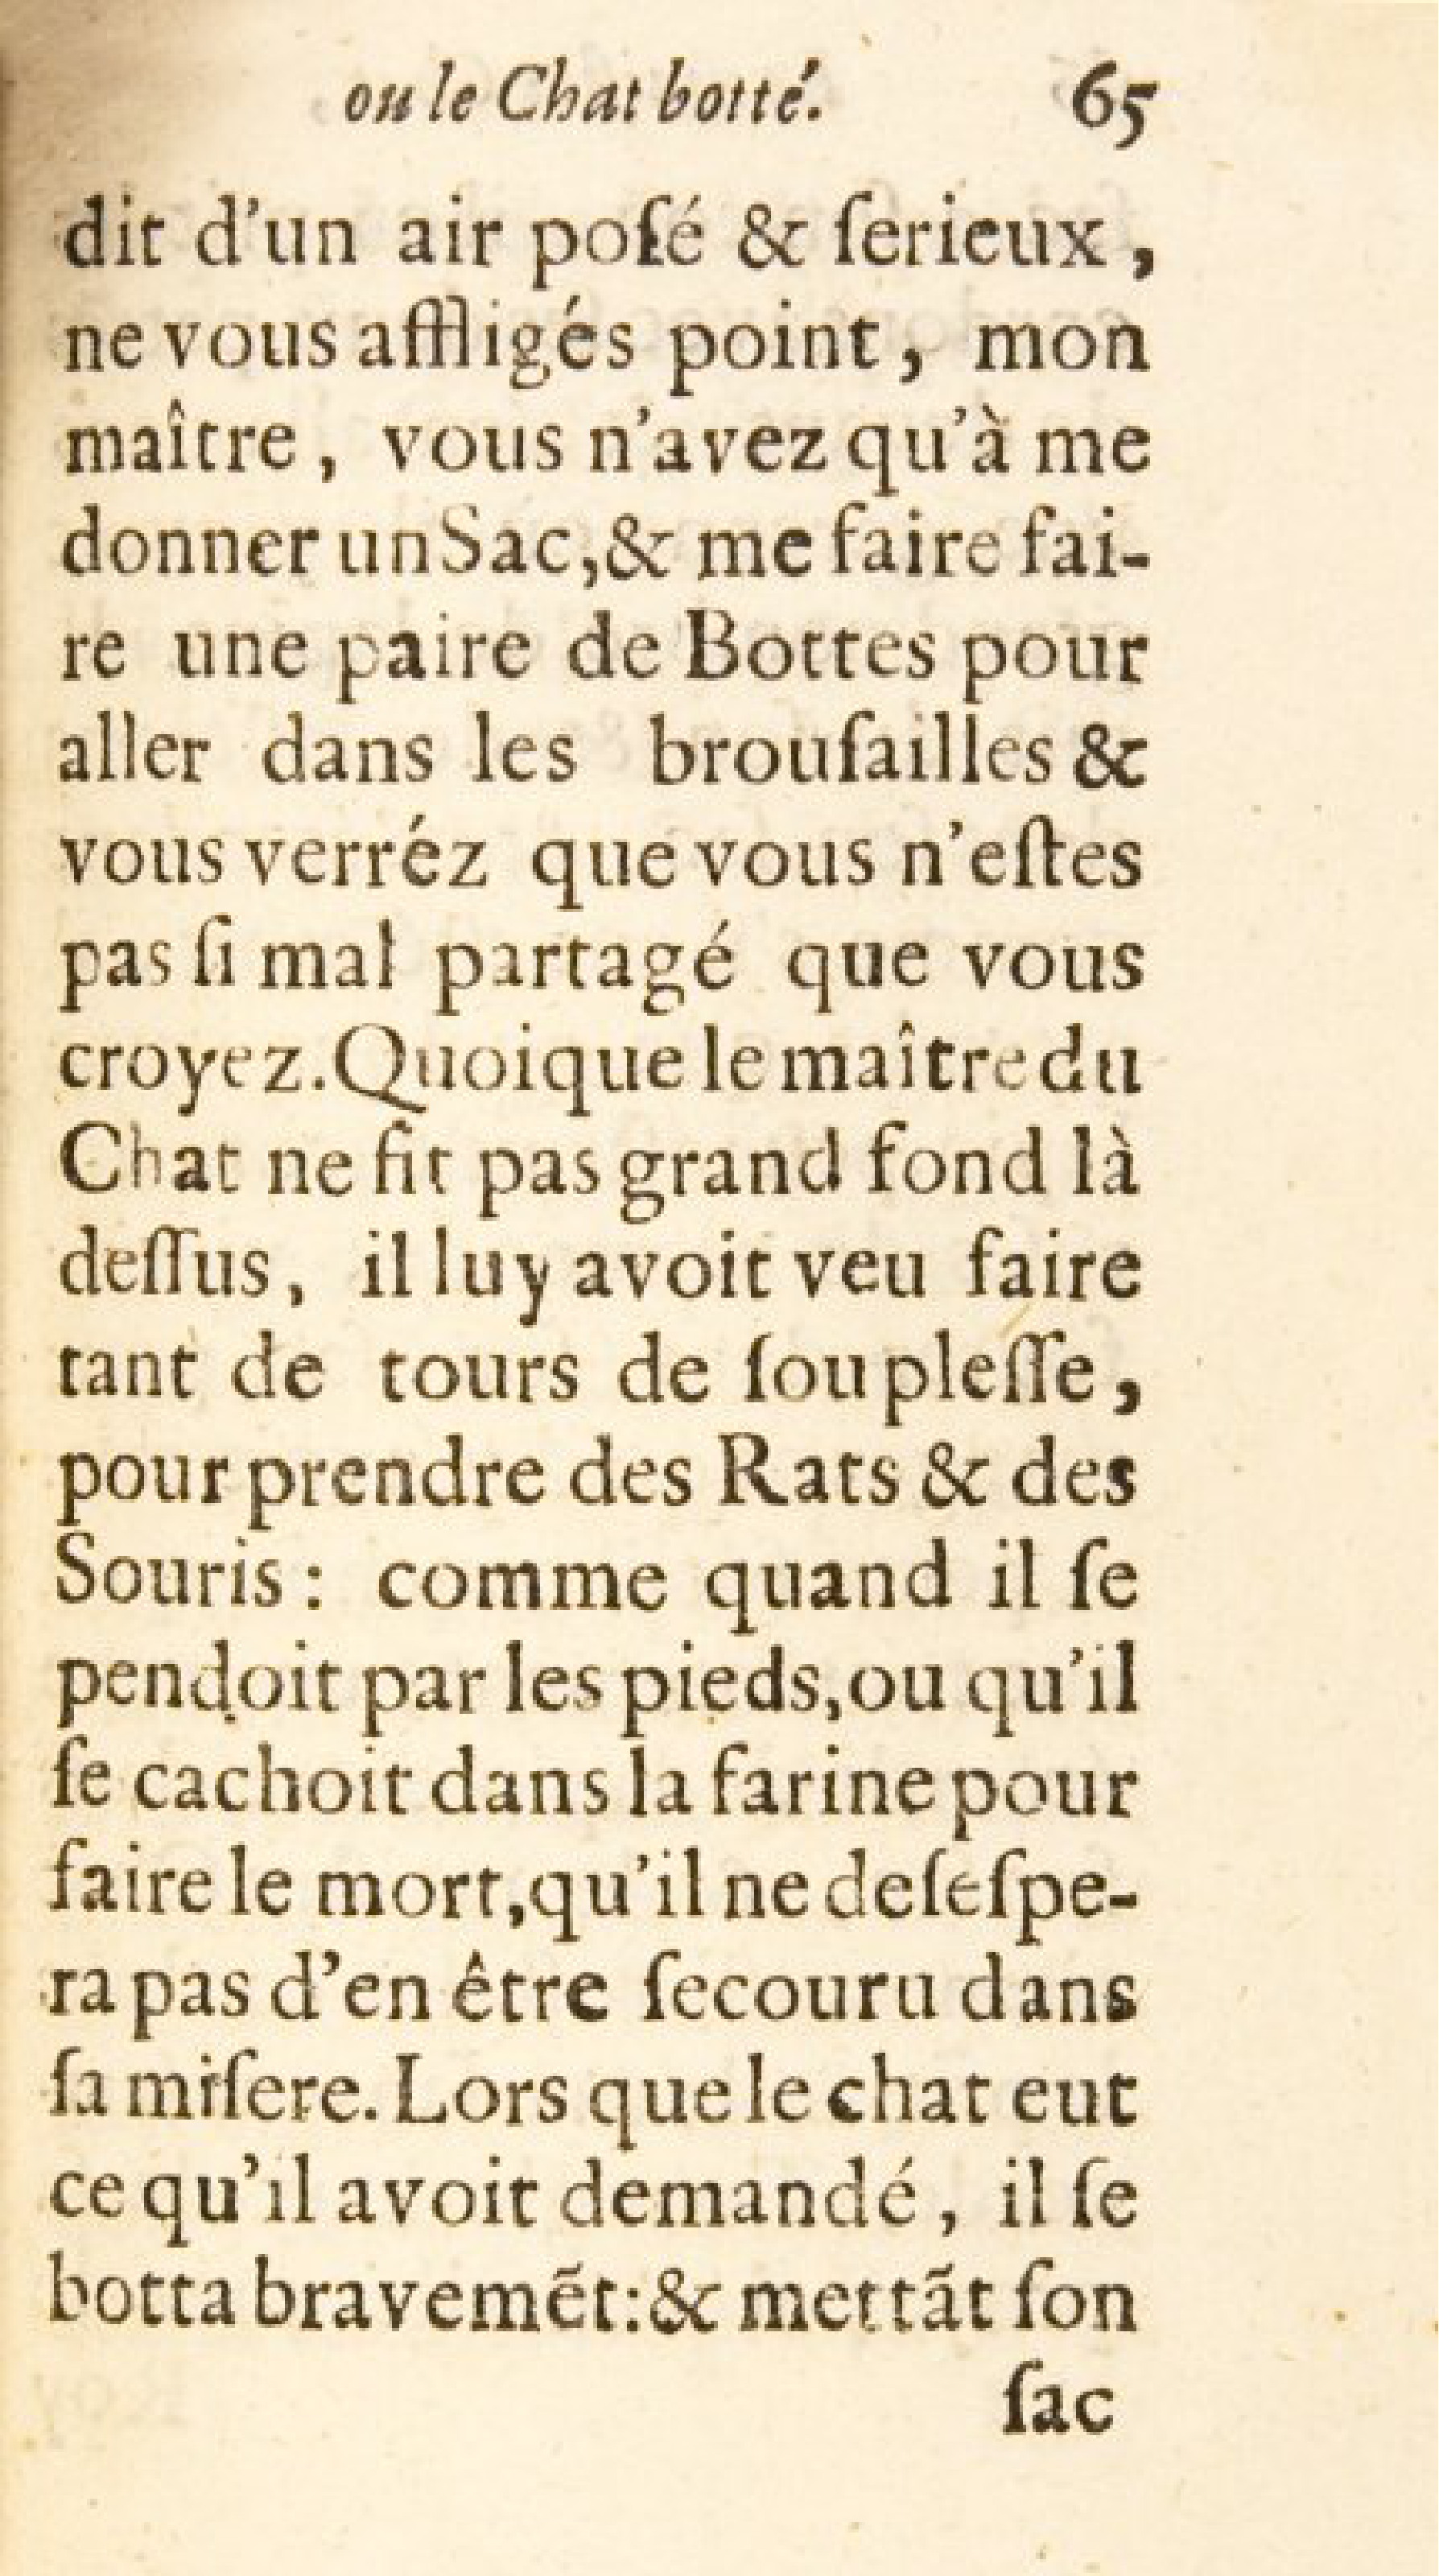 ou le Chat botté. 65
dit d'un air poſé & ſerieux,
ne vous affligés point, mon
maître, vous n'avez qu'à me
donner un Sac,& me faire fai-
re une paire de Bottes pour
aller dans les brouſailles &
vous verréz que vous n'eſtes
pas ſi mal partagé que vous
croyez. Quoique le maître du
Chat ne fit pas grand fond là
deſſus, il luy avoit veu faire
tant de tours de ſoupleſſe,
pour prendre des Rats & des
Souris: comme quand il ſe
pendoit par les pieds, ou qu'il
ſe cachoit dans la farine pour
faire le mort, qu'il ne deſeſpe-
ra pas d'en être ſecouru dans
ſa miſere. Lors que le chat eut
ce qu'il avoit demandé, il ſe
botta bravemẽt: & mettãt ſon
ſac